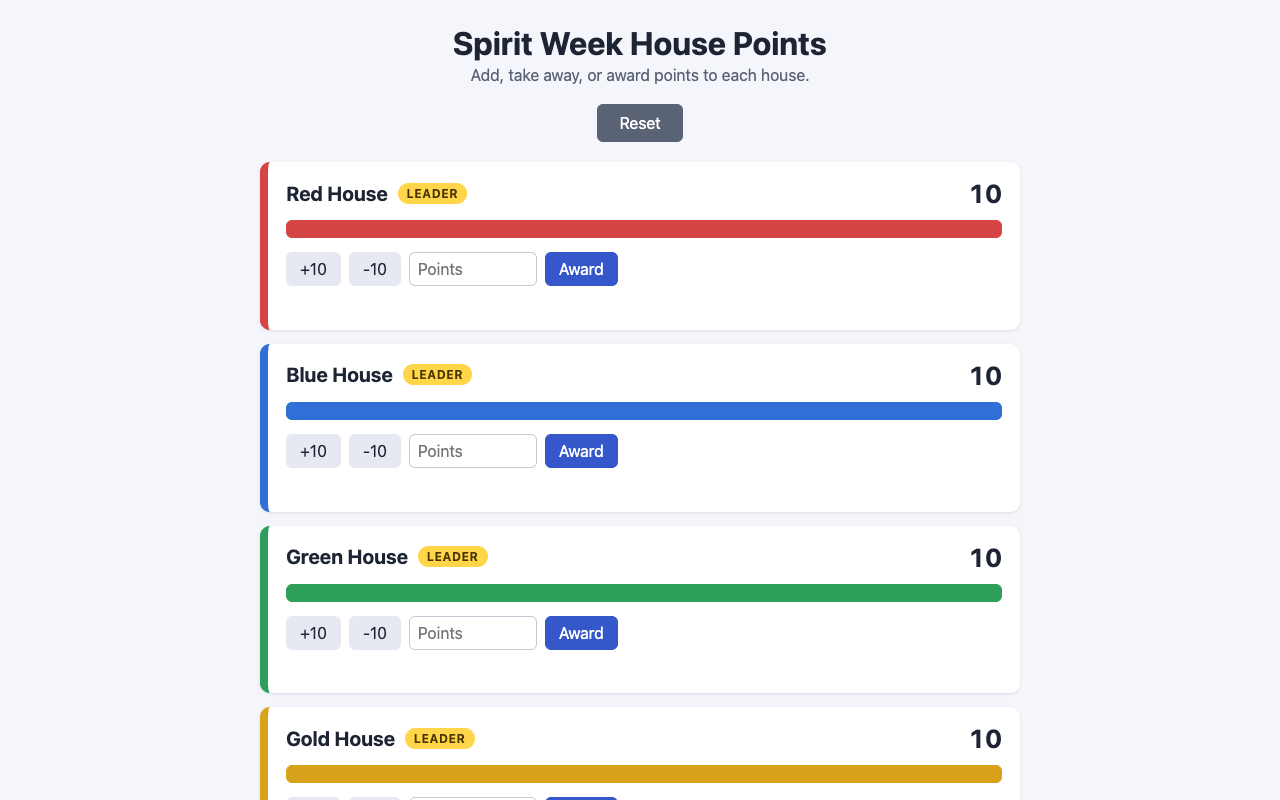 Spirit Week House Points
Add, take away, or award points to each house.
Reset
Red House LEADER 10
+10 -10 Points Award
Blue House LEADER 10
+10 -10 Points Award
Green House LEADER 10
+10 -10 Points Award
Gold House LEADER 10